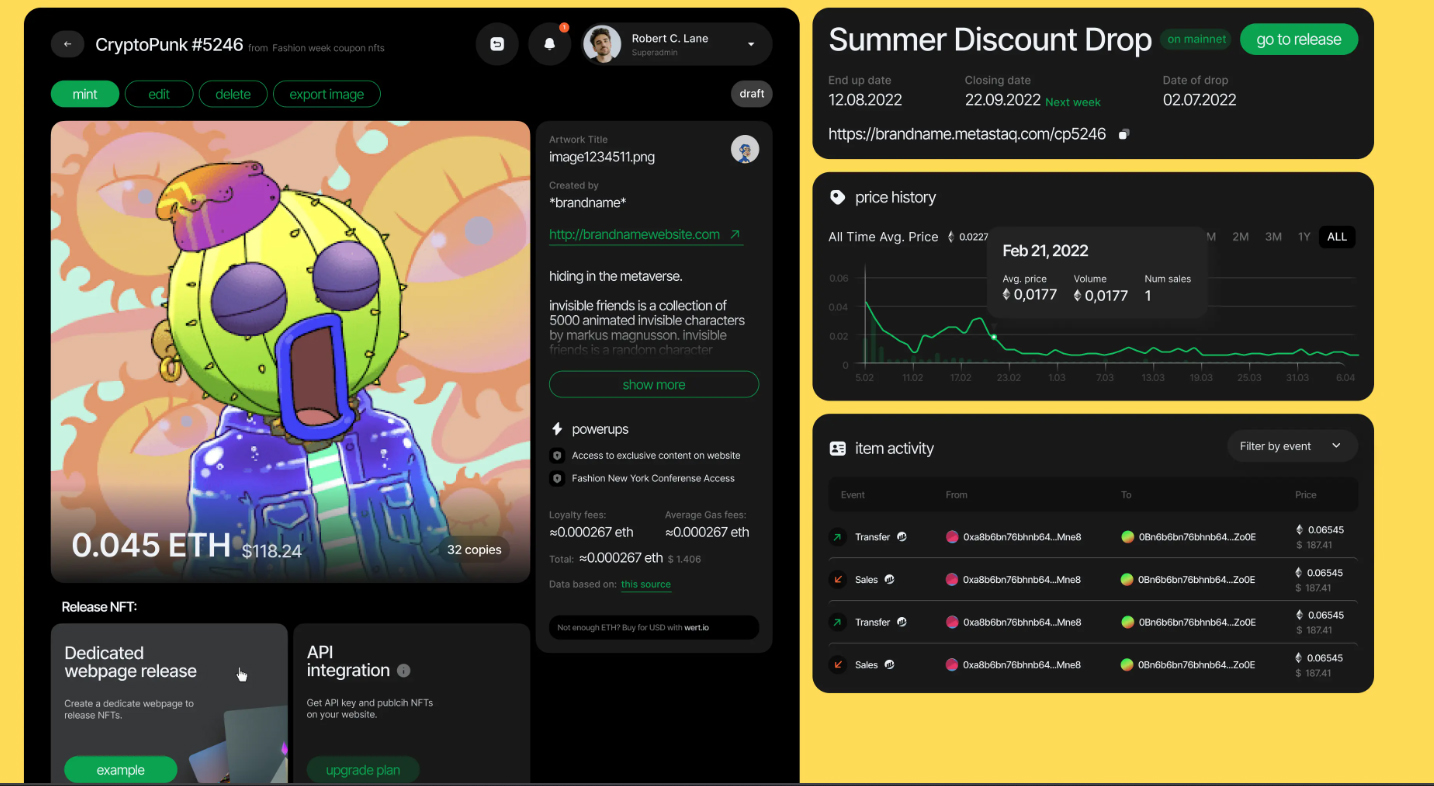 CryptoPunk #5246 from Fashion week coupon nfts
1
Robert C. Lane
Superadmin
mint
edit
delete
export image
draft
0.045 ETH $118.24
32 copies
Artwork Title
image1234511.png
Created by
*brandname*
http://brandnamewebsite.com
hiding in the metaverse.
invisible friends is a collection of
5000 animated invisible characters
by markus magnusson. invisible
friends is a random character
show more
powerups
Access to exclusive content on website
Fashion New York Conferense Access
Loyalty fees:
≈0.000267 eth
Average Gas fees:
≈0.000267 eth
Total: ≈0.000267 eth $ 1.406
Data based on: this source
Not enough ETH? Buy for USD with wert.io
Release NFT:
Dedicated
webpage release
Create a dedicate webpage to
release NFTs.
example
API
integration
Get API key and publcih NFTs
on your website.
upgrade plan
Summer Discount Drop
on mainnet
go to release
End up date
12.08.2022
Closing date
22.09.2022 Next week
Date of drop
02.07.2022
https://brandname.metastaq.com/cp5246
price history
All Time Avg. Price 0.0227
M 2M 3M 1Y ALL
Feb 21, 2022
Avg. price Volume Num sales
0,0177 0,0177 1
0.06
0.04
0.02
0
5.02 11.02 17.02 23.02 1.03 7.03 13.03 19.03 25.03 31.03 6.04
item activity
Filter by event
Event From To Price
Transfer 0xa8b6bn76bhnb64...Mne8 0Bn6b6bn76bhnb64...Zo0E 0.06545
$ 187.41
Sales 0xa8b6bn76bhnb64...Mne8 0Bn6b6bn76bhnb64...Zo0E 0.06545
$ 187.41
Transfer 0xa8b6bn76bhnb64...Mne8 0Bn6b6bn76bhnb64...Zo0E 0.06545
$ 187.41
Sales 0xa8b6bn76bhnb64...Mne8 0Bn6b6bn76bhnb64...Zo0E 0.06545
$ 187.41